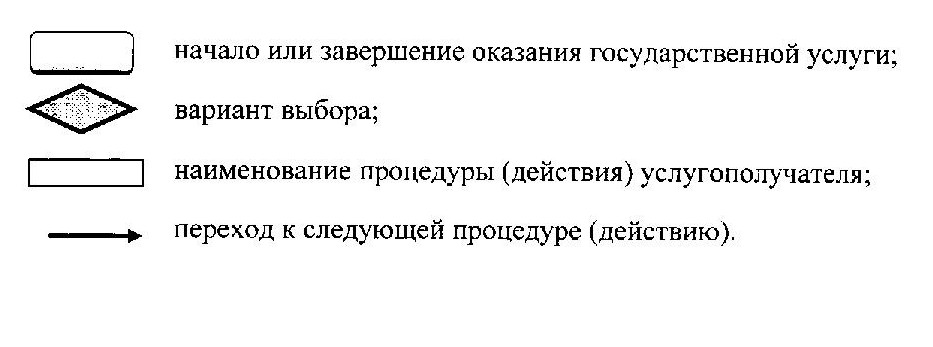 начало или завершение оказания государственной услуги;
вариант выбора;
наименование процедуры (действия) услугополучателя;
переход к следующей процедуре (действию).